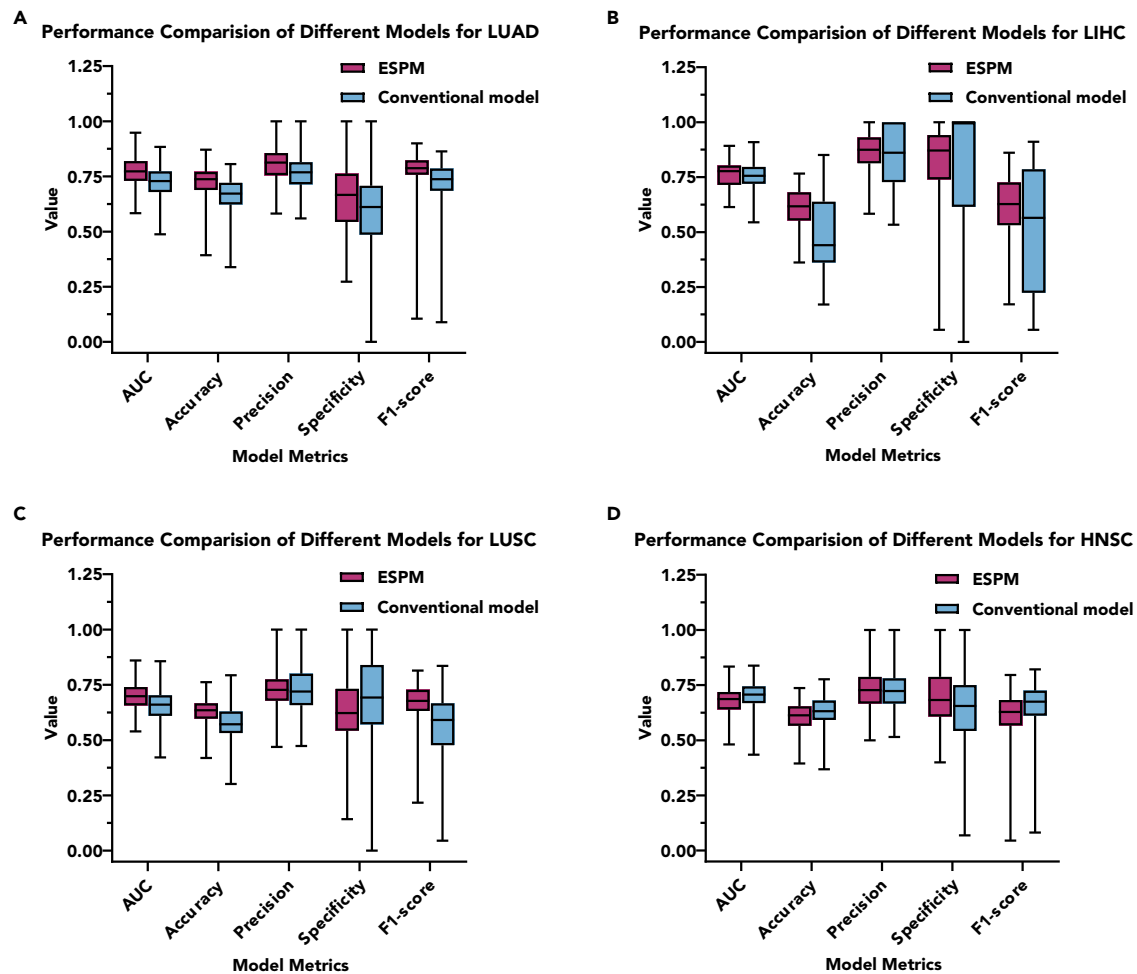 A
Performance Comparision of Different Models for LUAD
ESPM
Conventional model
1.25
1.00
0.75
0.50
0.25
0.00
Value
AUC
Accuracy
Precision
Specificity
F1-score
Model Metrics
B
Performance Comparision of Different Models for LIHC
ESPM
Conventional model
1.25
1.00
0.75
0.50
0.25
0.00
Value
AUC
Accuracy
Precision
Specificity
F1-score
Model Metrics
C
Performance Comparision of Different Models for LUSC
ESPM
Conventional model
1.25
1.00
0.75
0.50
0.25
0.00
Value
AUC
Accuracy
Precision
Specificity
F1-score
Model Metrics
D
Performance Comparision of Different Models for HNSC
ESPM
Conventional model
1.25
1.00
0.75
0.50
0.25
0.00
Value
AUC
Accuracy
Precision
Specificity
F1-score
Model Metrics